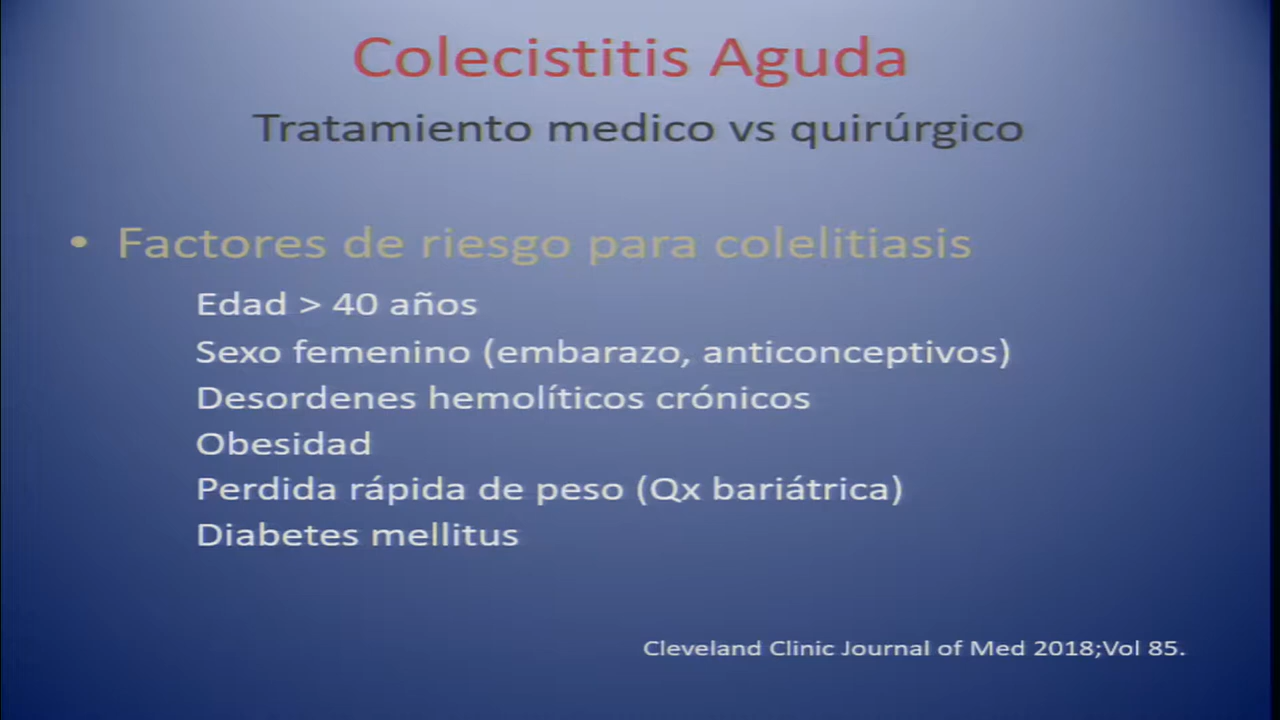 Colecistitis Aguda
Tratamiento medico vs quirúrgico
• Factores de riesgo para colelitiasis
Edad > 40 años
Sexo femenino (embarazo, anticonceptivos)
Desordenes hemolíticos crónicos
Obesidad
Perdida rápida de peso (Qx bariátrica)
Diabetes mellitus
Cleveland Clinic Journal of Med 2018;Vol 85.